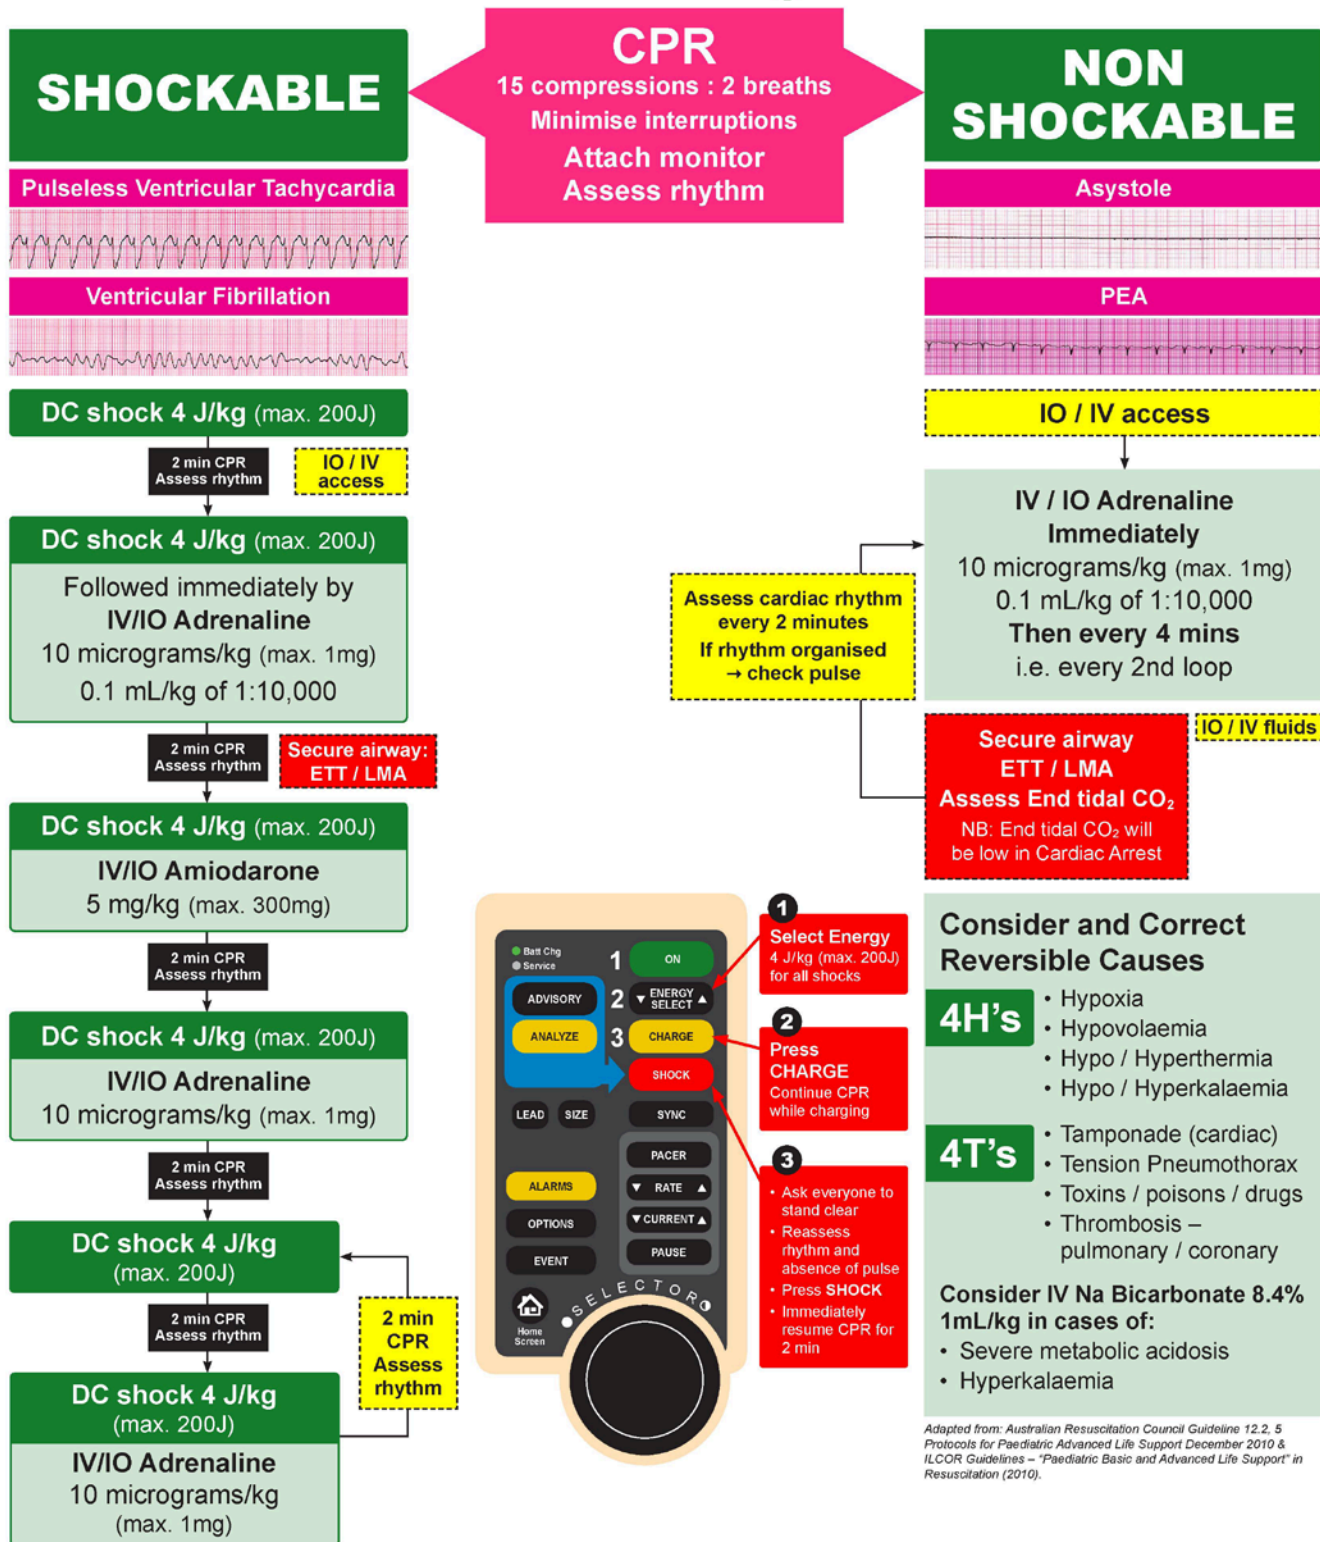 CPR
15 compressions : 2 breaths
Minimise interruptions
Attach monitor
Assess rhythm
SHOCKABLE
Pulseless Ventricular Tachycardia
Ventricular Fibrillation
DC shock 4 J/kg (max. 200J)
2 min CPR
Assess rhythm
IO / IV
access
DC shock 4 J/kg (max. 200J)
Followed immediately by
IV/IO Adrenaline
10 micrograms/kg (max. 1mg)
0.1 mL/kg of 1:10,000
2 min CPR
Assess rhythm
Secure airway:
ETT / LMA
DC shock 4 J/kg (max. 200J)
IV/IO Amiodarone
5 mg/kg (max. 300mg)
2 min CPR
Assess rhythm
DC shock 4 J/kg (max. 200J)
IV/IO Adrenaline
10 micrograms/kg (max. 1mg)
2 min CPR
Assess rhythm
DC shock 4 J/kg
(max. 200J)
2 min CPR
Assess rhythm
2 min
CPR
Assess
rhythm
DC shock 4 J/kg
(max. 200J)
IV/IO Adrenaline
10 micrograms/kg
(max. 1mg)
NON
SHOCKABLE
Asystole
PEA
IO / IV access
IV / IO Adrenaline
Immediately
10 micrograms/kg (max. 1mg)
0.1 mL/kg of 1:10,000
Then every 4 mins
i.e. every 2nd loop
Assess cardiac rhythm
every 2 minutes
If rhythm organised
→ check pulse
IO / IV fluids
Secure airway
ETT / LMA
Assess End tidal CO₂
NB: End tidal CO₂ will
be low in Cardiac Arrest
Batt Chg
Service
1 ON
ADVISORY
2 ▼ ENERGY SELECT ▲
ANALYZE
3 CHARGE
SHOCK
LEAD SIZE SYNC
PACER
ALARMS
▼ RATE ▲
OPTIONS
▼ CURRENT ▲
EVENT
PAUSE
SELECTOR
Home
Screen
1
Select Energy
4 J/kg (max. 200J)
for all shocks
2
Press
CHARGE
Continue CPR
while charging
3
• Ask everyone to
stand clear
• Reassess
rhythm and
absence of pulse
• Press SHOCK
• Immediately
resume CPR for
2 min
Consider and Correct
Reversible Causes
4H's
• Hypoxia
• Hypovolaemia
• Hypo / Hyperthermia
• Hypo / Hyperkalaemia
4T's
• Tamponade (cardiac)
• Tension Pneumothorax
• Toxins / poisons / drugs
• Thrombosis –
pulmonary / coronary
Consider IV Na Bicarbonate 8.4%
1mL/kg in cases of:
• Severe metabolic acidosis
• Hyperkalaemia
Adapted from: Australian Resuscitation Council Guideline 12.2, 5
Protocols for Paediatric Advanced Life Support December 2010 &
ILCOR Guidelines – "Paediatric Basic and Advanced Life Support" in
Resuscitation (2010).